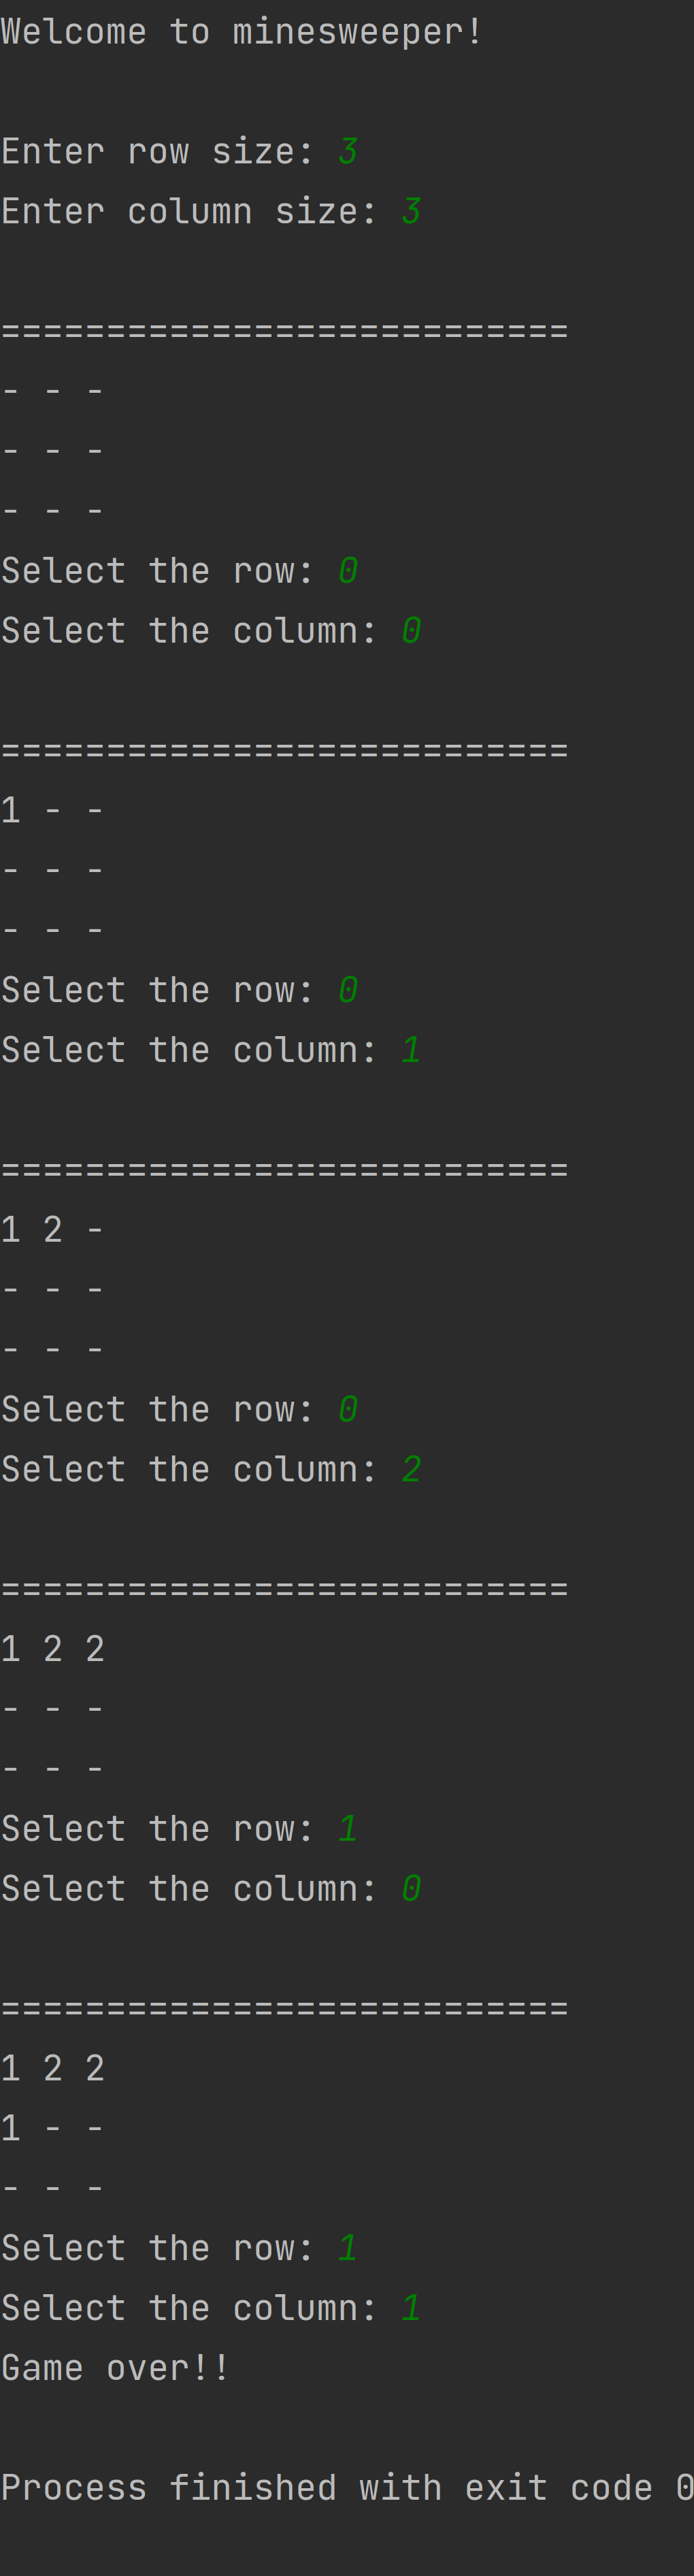 Welcome to minesweeper!
Enter row size: 3
Enter column size: 3
===========================
- - -
- - -
- - -
Select the row: 0
Select the column: 0
===========================
1 - -
- - -
- - -
Select the row: 0
Select the column: 1
===========================
1 2 -
- - -
- - -
Select the row: 0
Select the column: 2
===========================
1 2 2
- - -
- - -
Select the row: 1
Select the column: 0
===========================
1 2 2
1 - -
- - -
Select the row: 1
Select the column: 1
Game over!!
Process finished with exit code 0